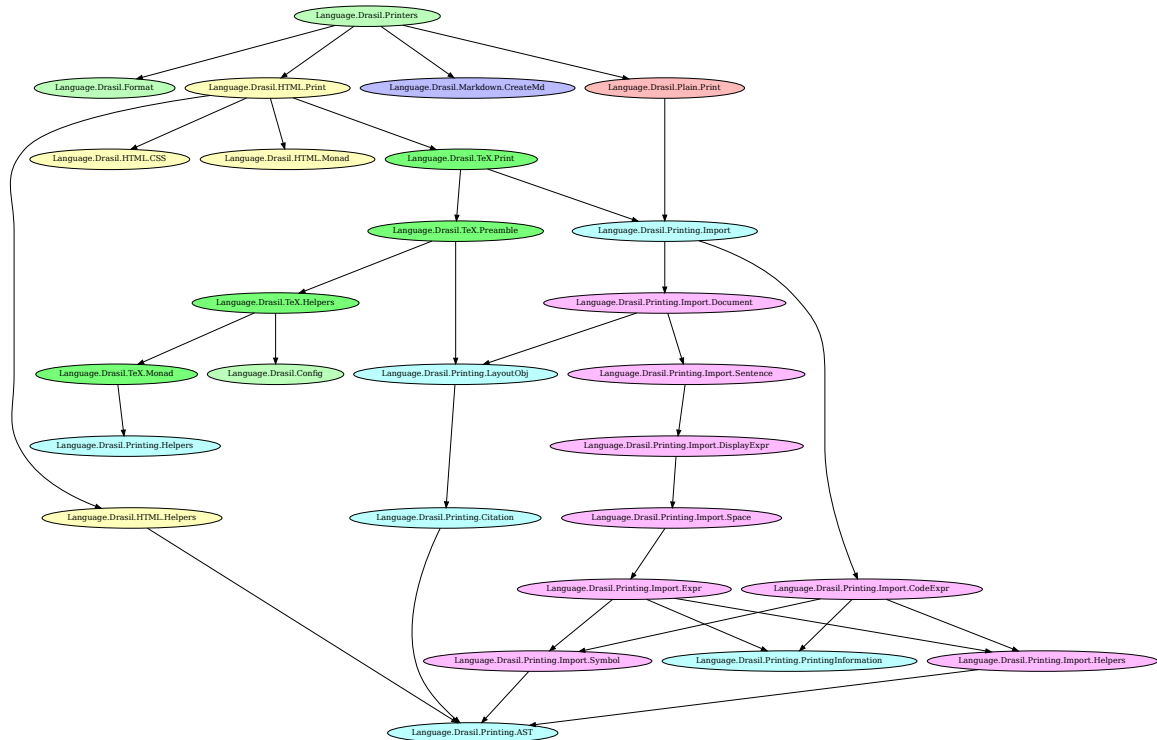 Language.Drasil.Printers
Language.Drasil.Format
Language.Drasil.HTML.Print
Language.Drasil.Markdown.CreateMd
Language.Drasil.Plain.Print
Language.Drasil.HTML.CSS
Language.Drasil.HTML.Monad
Language.Drasil.TeX.Print
Language.Drasil.TeX.Preamble
Language.Drasil.Printing.Import
Language.Drasil.TeX.Helpers
Language.Drasil.Printing.Import.Document
Language.Drasil.TeX.Monad
Language.Drasil.Config
Language.Drasil.Printing.LayoutObj
Language.Drasil.Printing.Import.Sentence
Language.Drasil.Printing.Helpers
Language.Drasil.Printing.Import.DisplayExpr
Language.Drasil.HTML.Helpers
Language.Drasil.Printing.Citation
Language.Drasil.Printing.Import.Space
Language.Drasil.Printing.Import.Expr
Language.Drasil.Printing.Import.CodeExpr
Language.Drasil.Printing.Import.Symbol
Language.Drasil.Printing.PrintingInformation
Language.Drasil.Printing.Import.Helpers
Language.Drasil.Printing.AST